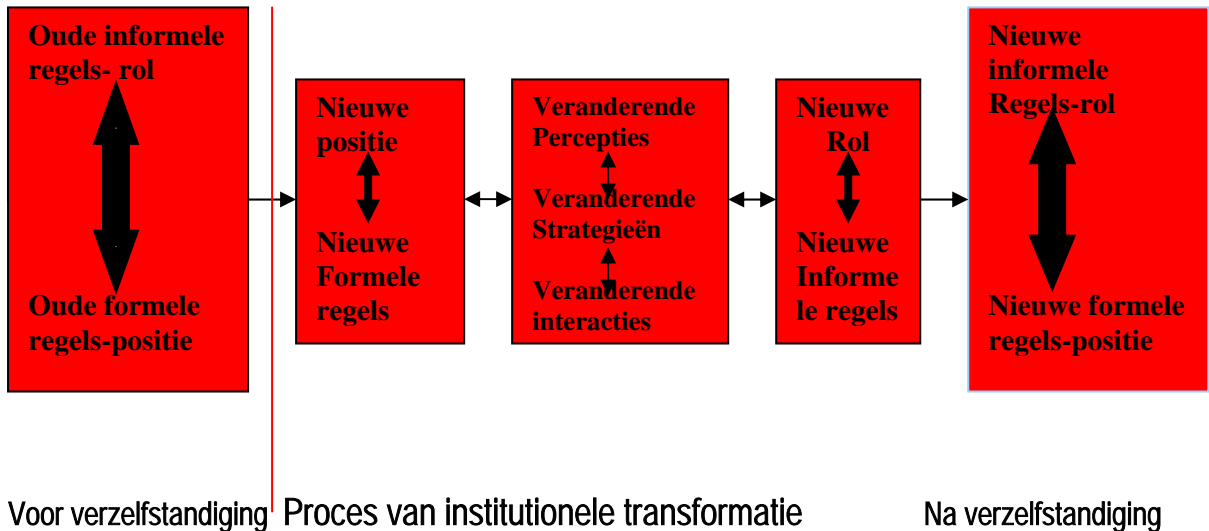 Oude informele
regels- rol
Oude formele
regels-positie
Nieuwe
positie
Nieuwe
Formele
regels
Veranderende
Percepties
Veranderende
Strategieën
Veranderende
interacties
Nieuwe
Rol
Nieuwe
Informe
le regels
Nieuwe
informele
Regels-rol
Nieuwe formele
regels-positie
Voor verzelfstandiging
Proces van institutionele transformatie
Na verzelfstandiging